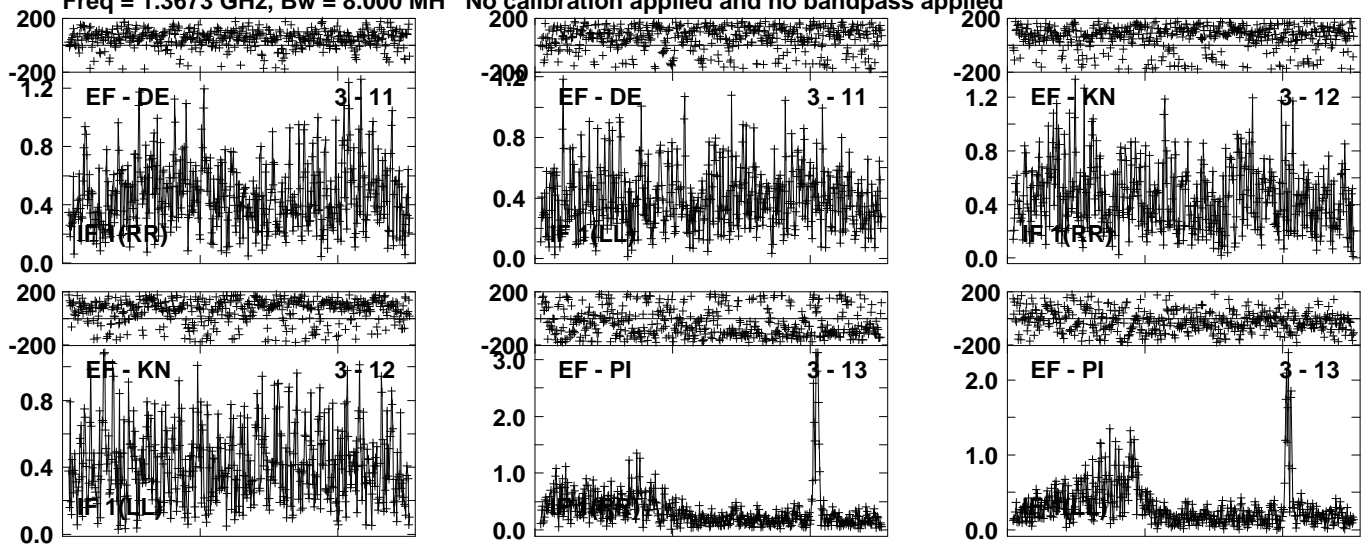 Freq = 1.3673 GHz, Bw = 8.000 MH No calibration applied and no bandpass applied
200
-200
EF - DE 3 - 11
1.2
0.8
0.4
0.0
IF 1(RR)
200
-200
EF - DE 3 - 11
1.2
0.8
0.4
0.0
IF 1(LL)
200
-200
EF - KN 3 - 12
1.2
0.8
0.4
0.0
IF 1(RR)
200
-200
EF - KN 3 - 12
0.8
0.4
0.0
IF 1(LL)
200
-200
EF - PI 3 - 13
3.0
2.0
1.0
0.0
IF 1(RR)
200
-200
EF - PI 3 - 13
2.0
1.0
0.0
IF 1(LL)